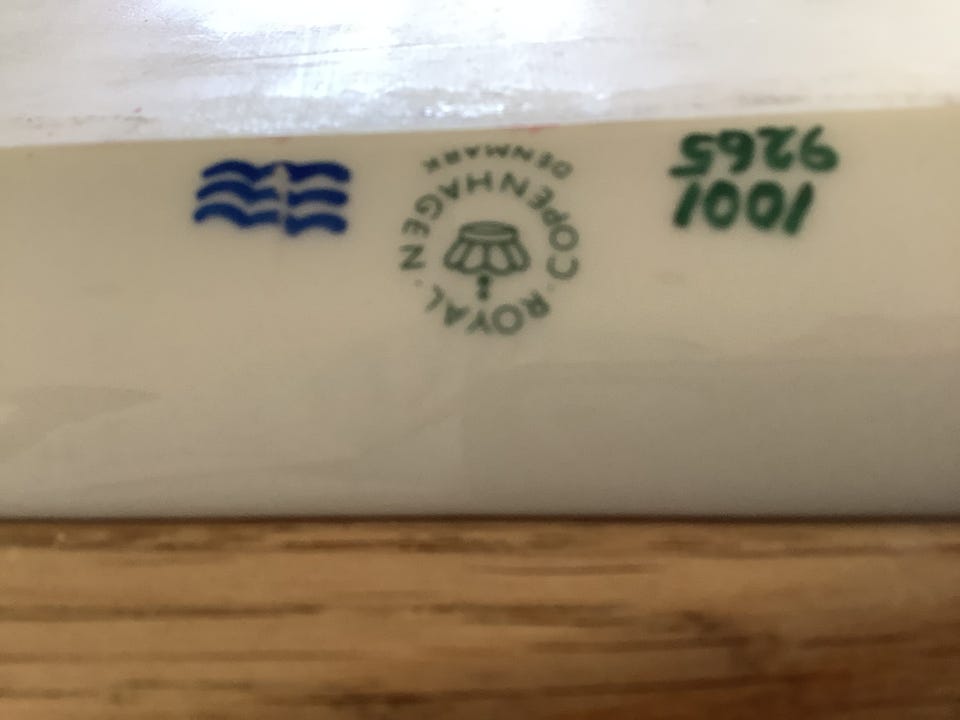 1001
9265
ROYAL · COPENHAGEN ·
DENMARK